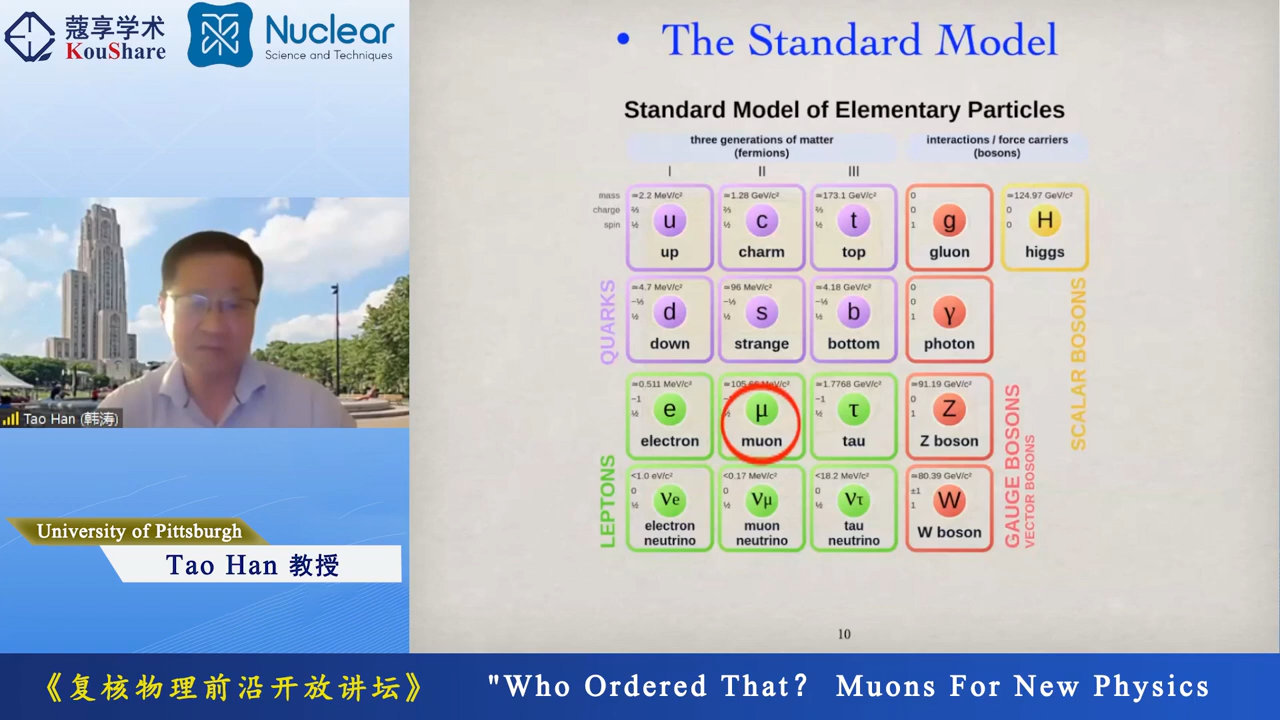 蔻享学术
KouShare
Nuclear
Science and Techniques
• The Standard Model
Standard Model of Elementary Particles
three generations of matter
(fermions)
interactions / force carriers
(bosons)
I II III
mass
charge
spin
≃2.2 MeV/c²
⅔
½
u
up
≃1.28 GeV/c²
⅔
½
c
charm
≃173.1 GeV/c²
⅔
½
t
top
0
0
1
g
gluon
≃124.97 GeV/c²
0
0
H
higgs
QUARKS
≃4.7 MeV/c²
−⅓
½
d
down
≃96 MeV/c²
−⅓
½
s
strange
≃4.18 GeV/c²
−⅓
½
b
bottom
0
0
1
γ
photon
SCALAR BOSONS
LEPTONS
≃0.511 MeV/c²
−1
½
e
electron
μ
muon
≃1.7768 GeV/c²
−1
½
τ
tau
≃91.19 GeV/c²
0
1
Z
Z boson
GAUGE BOSONS
VECTOR BOSONS
<1.0 eV/c²
0
½
νe
electron
neutrino
<0.17 MeV/c²
0
½
νμ
muon
neutrino
<18.2 MeV/c²
0
½
ντ
tau
neutrino
≃80.39 GeV/c²
±1
1
W
W boson
10
Tao Han (韩涛)
University of Pittsburgh
Tao Han 教授
《复核物理前沿开放讲坛》
"Who Ordered That? Muons For New Physics